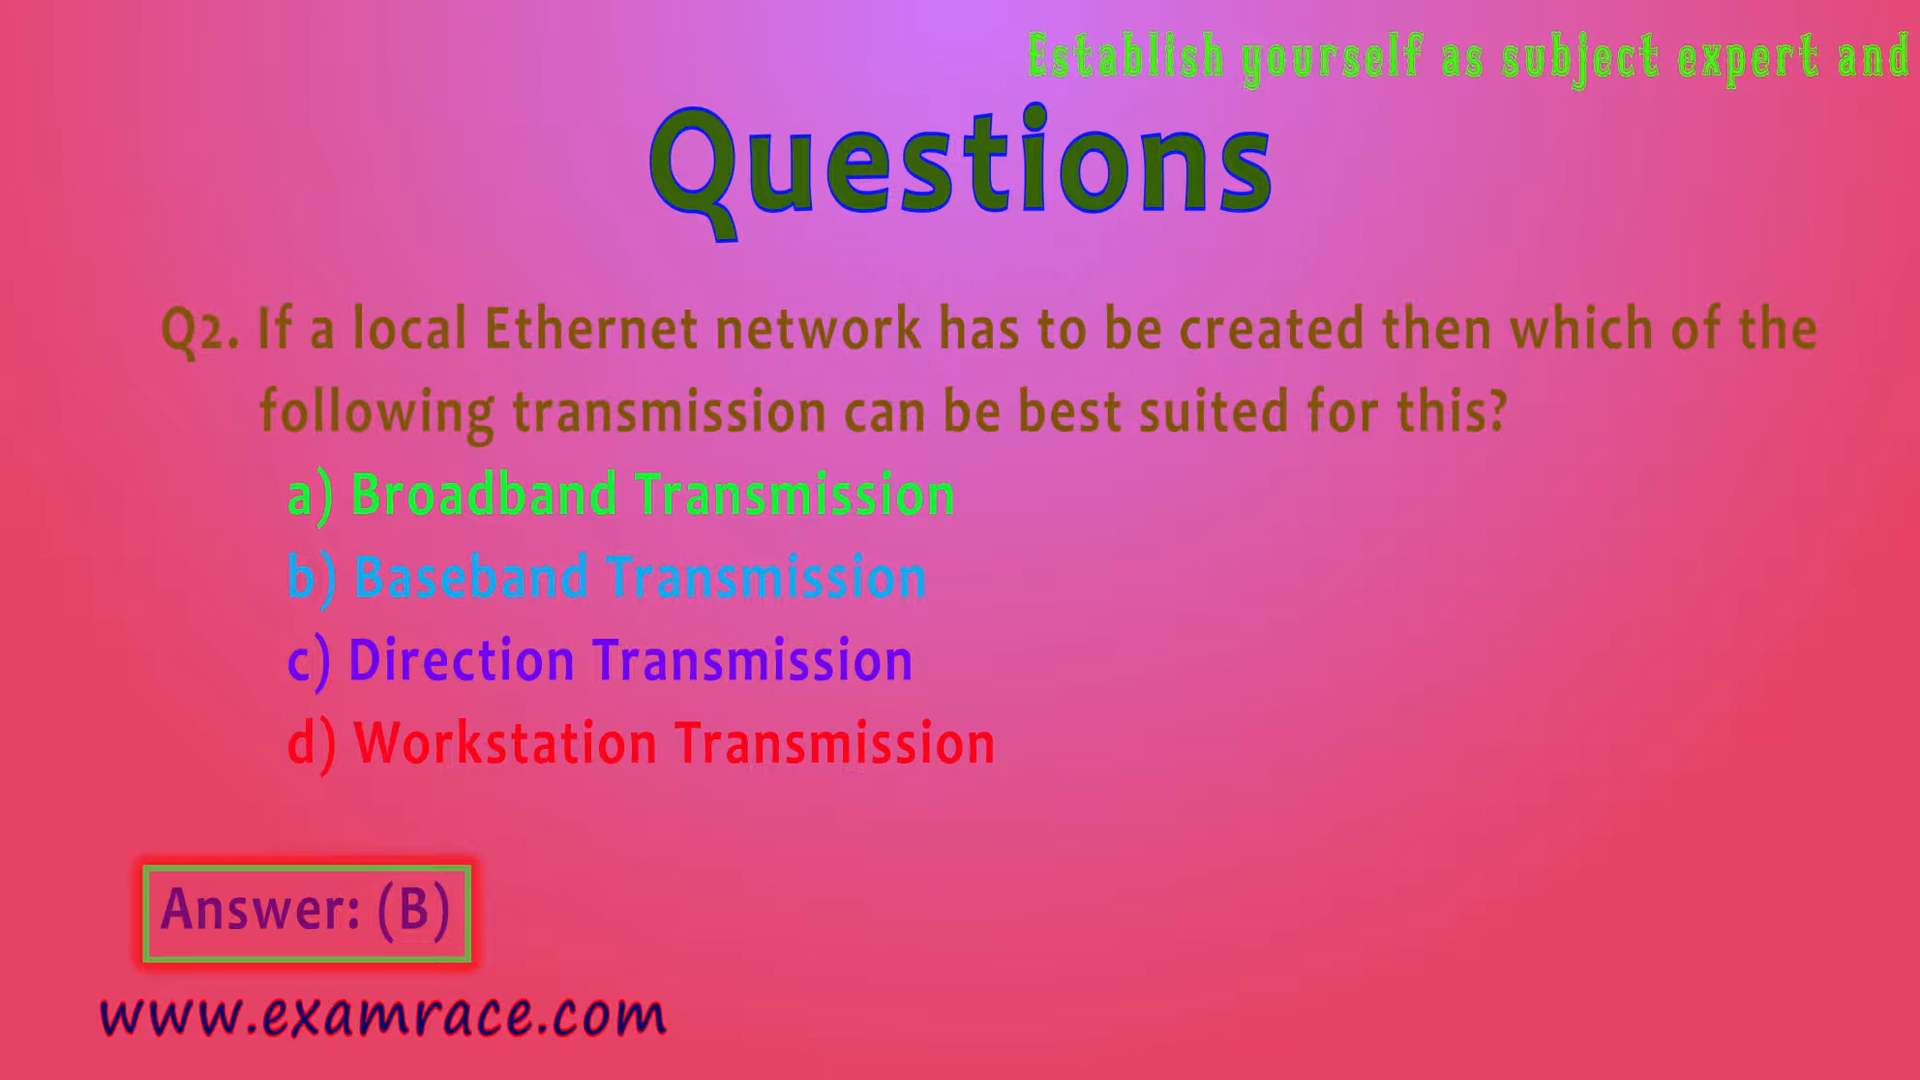 Establish yourself as subject expert and
Questions
Q2. If a local Ethernet network has to be created then which of the
following transmission can be best suited for this?
a) Broadband Transmission
b) Baseband Transmission
c) Direction Transmission
d) Workstation Transmission
Answer: (B)
www.examrace.com